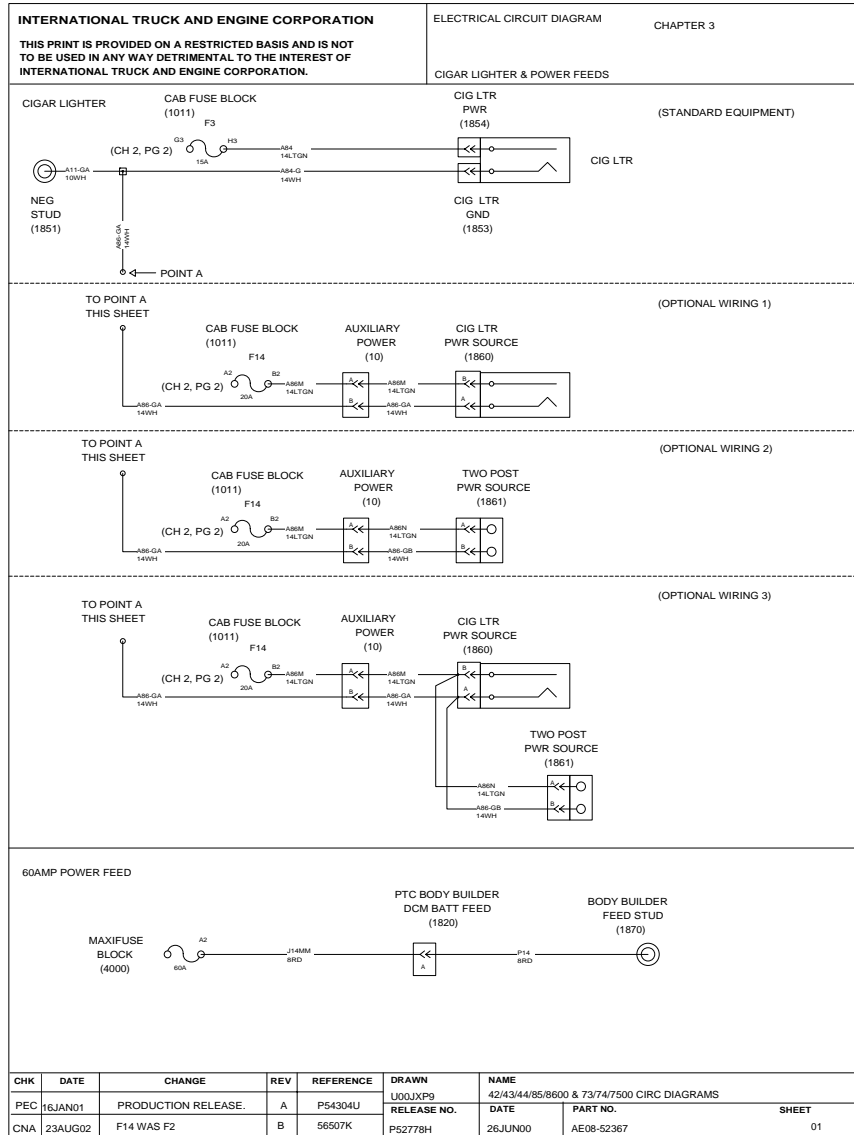 INTERNATIONAL TRUCK AND ENGINE CORPORATION
THIS PRINT IS PROVIDED ON A RESTRICTED BASIS AND IS NOT
TO BE USED IN ANY WAY DETRIMENTAL TO THE INTEREST OF
INTERNATIONAL TRUCK AND ENGINE CORPORATION.
ELECTRICAL CIRCUIT DIAGRAM
CHAPTER 3
CIGAR LIGHTER & POWER FEEDS
CIGAR LIGHTER
CAB FUSE BLOCK
(1011)
F3
(CH 2, PG 2)
G3
H3
15A
A84
14LTGN
CIG LTR
PWR
(1854)
(STANDARD EQUIPMENT)
CIG LTR
A11-GA
10WH
A84-G
14WH
NEG
STUD
(1851)
CIG LTR
GND
(1853)
A86-GA
14WH
POINT A
TO POINT A
THIS SHEET
(OPTIONAL WIRING 1)
CAB FUSE BLOCK
(1011)
F14
AUXILIARY
POWER
(10)
CIG LTR
PWR SOURCE
(1860)
(CH 2, PG 2)
A2
B2
20A
A86M
14LTGN
A
A86M
14LTGN
B
A86-GA
14WH
B
A86-GA
14WH
A
TO POINT A
THIS SHEET
(OPTIONAL WIRING 2)
CAB FUSE BLOCK
(1011)
F14
AUXILIARY
POWER
(10)
TWO POST
PWR SOURCE
(1861)
(CH 2, PG 2)
A2
B2
20A
A86M
14LTGN
A
A86N
14LTGN
A
A86-GA
14WH
B
A86-GB
14WH
B
TO POINT A
THIS SHEET
(OPTIONAL WIRING 3)
CAB FUSE BLOCK
(1011)
F14
AUXILIARY
POWER
(10)
CIG LTR
PWR SOURCE
(1860)
(CH 2, PG 2)
A2
B2
20A
A86M
14LTGN
A
A86M
14LTGN
B
A86-GA
14WH
B
A86-GA
14WH
A
TWO POST
PWR SOURCE
(1861)
A86N
14LTGN
A
A86-GB
14WH
B
60AMP POWER FEED
PTC BODY BUILDER
DCM BATT FEED
(1820)
BODY BUILDER
FEED STUD
(1870)
MAXIFUSE
BLOCK
(4000)
A2
60A
J14MM
8RD
A
P14
8RD
CHK DATE CHANGE REV REFERENCE DRAWN NAME
U00JXP9 42/43/44/85/8600 & 73/74/7500 CIRC DIAGRAMS
PEC 16JAN01 PRODUCTION RELEASE. A P54304U RELEASE NO. DATE PART NO. SHEET
CNA 23AUG02 F14 WAS F2 B 56507K P52778H 26JUN00 AE08-52367 01